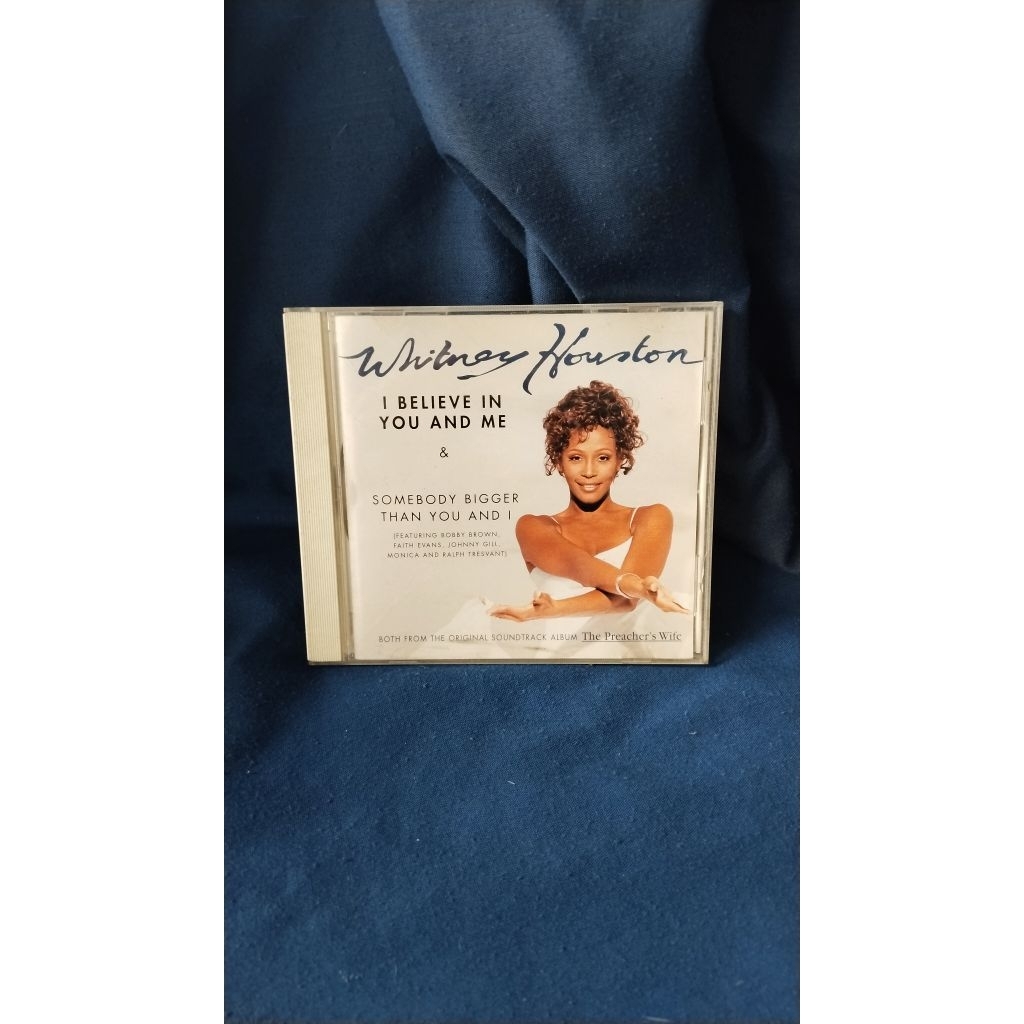 Whitney Houston
I BELIEVE IN
YOU AND ME
&
SOMEBODY BIGGER
THAN YOU AND I
(FEATURING BOBBY BROWN,
FAITH EVANS, JOHNNY GILL,
MONICA AND RALPH TRESVANT)
BOTH FROM THE ORIGINAL SOUNDTRACK ALBUM The Preacher's Wife